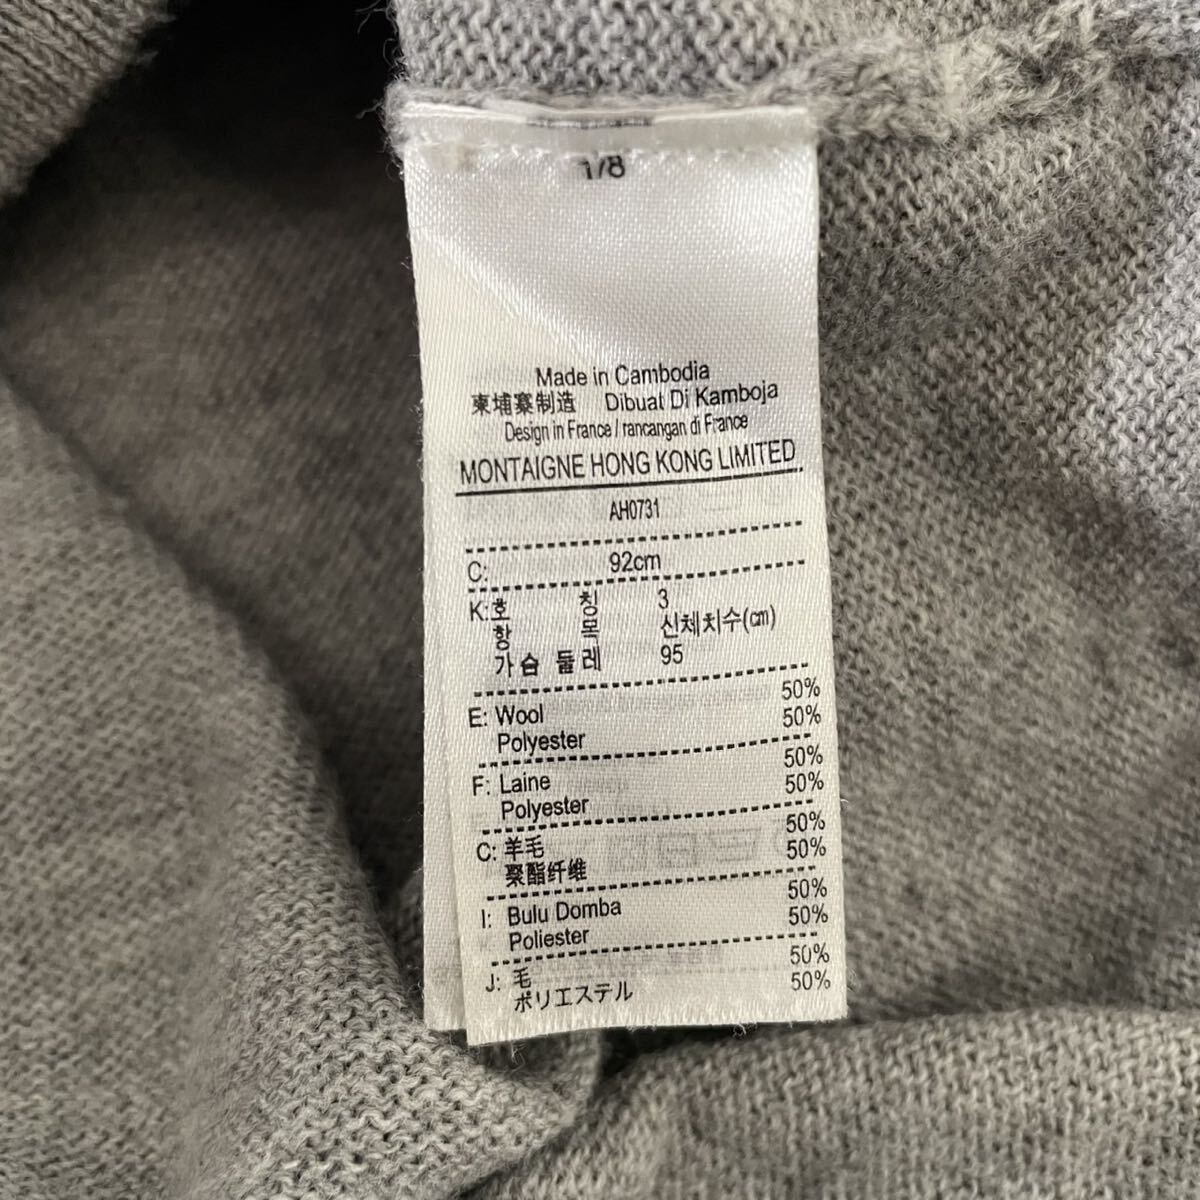 1/8
Made in Cambodia
柬埔寨制造 Dibuat Di Kamboja
Design in France / rancangan di France
MONTAIGNE HONG KONG LIMITED
AH0731
C: 92cm
K: 호 칭 3
항 목 신체치수(㎝)
가슴 둘레 95
E: Wool 50%
Polyester 50%
F: Laine 50%
Polyester 50%
C: 羊毛 50%
聚酯纤维 50%
I: Bulu Domba 50%
Poliester 50%
J: 毛 50%
ポリエステル 50%